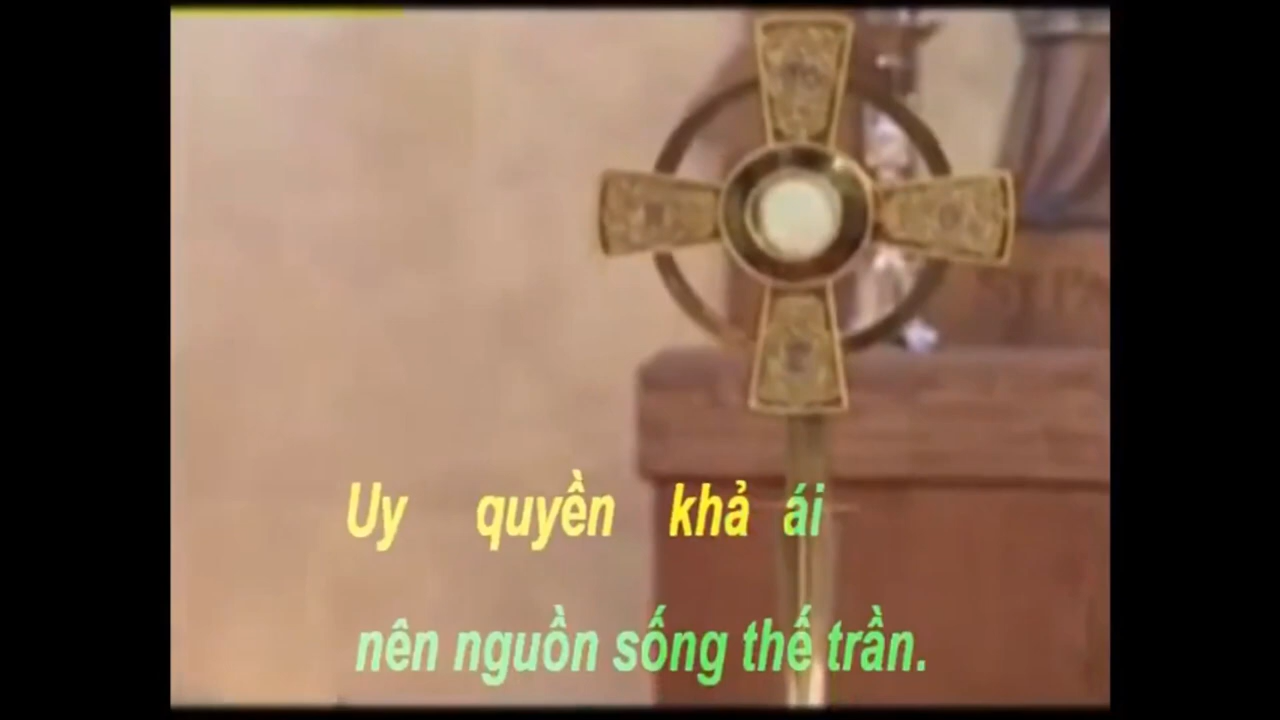 Uy quyền khả ái
nên nguồn sống thế trần.